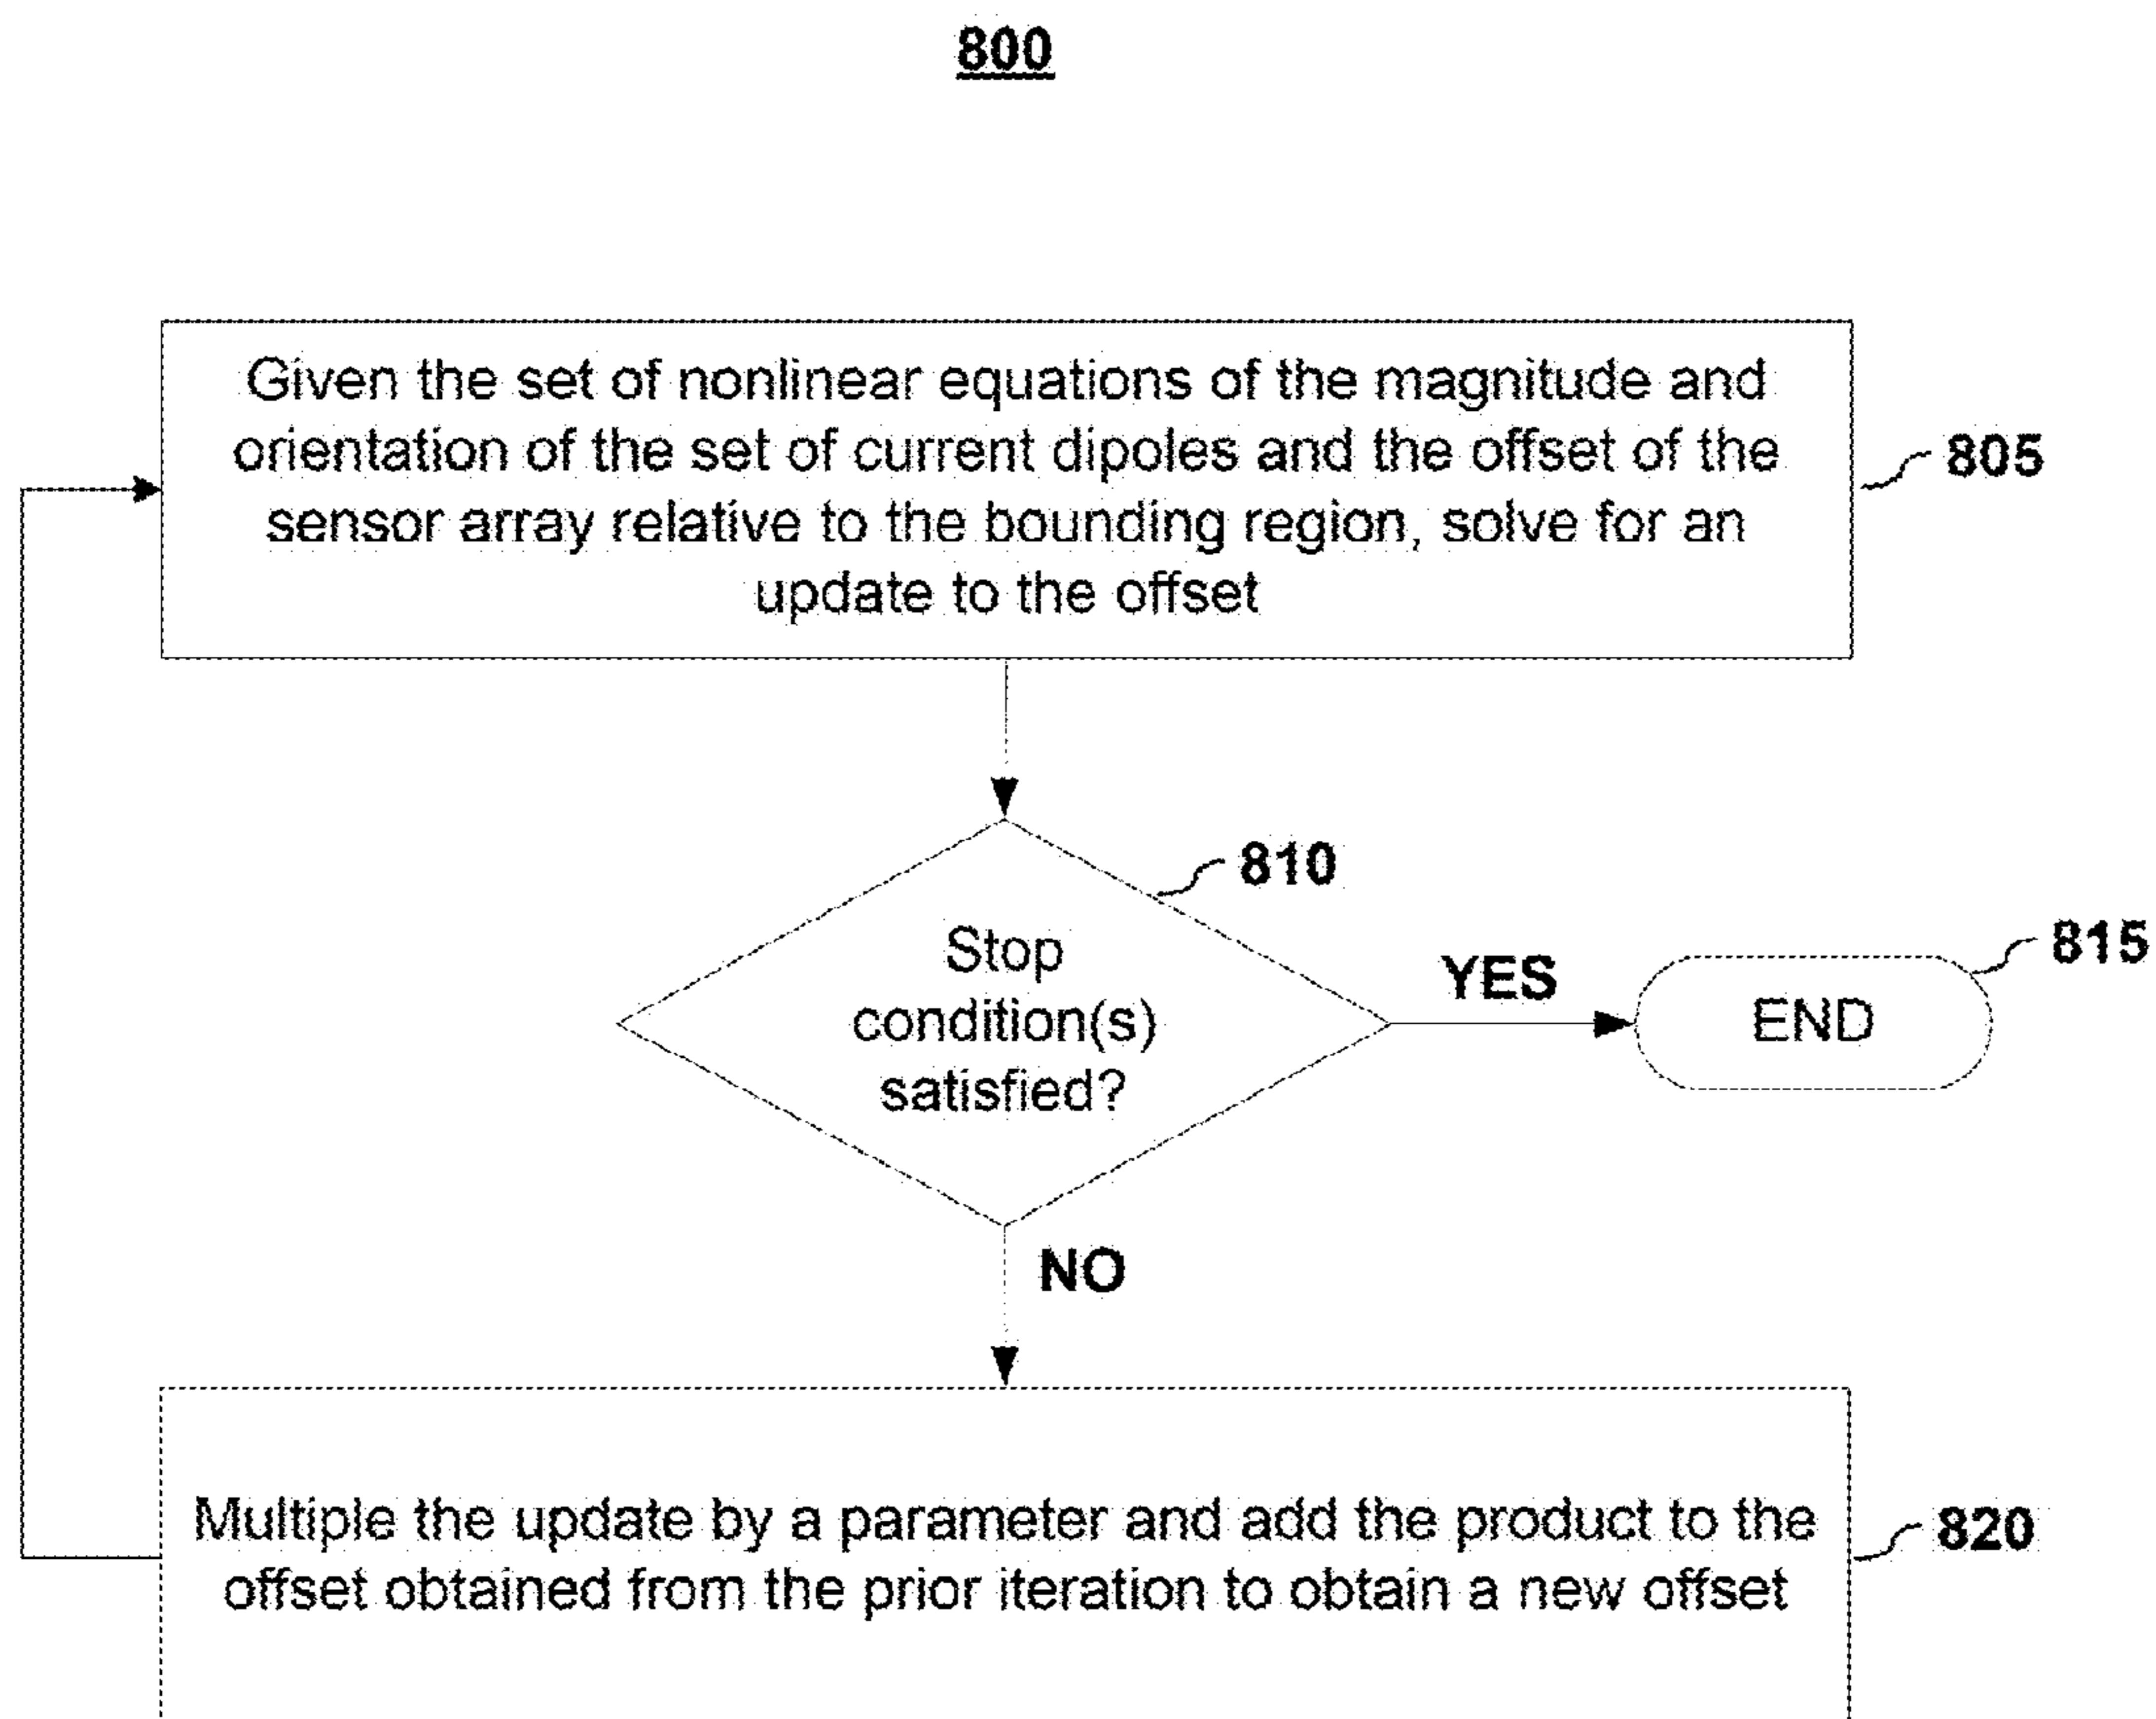 800
Given the set of nonlinear equations of the magnitude and
orientation of the set of current dipoles and the offset of the
sensor array relative to the bounding region, solve for an
update to the offset
805
810
Stop
condition(s)
satisfied?
YES
815
END
NO
Multiple the update by a parameter and add the product to the
offset obtained from the prior iteration to obtain a new offset
820